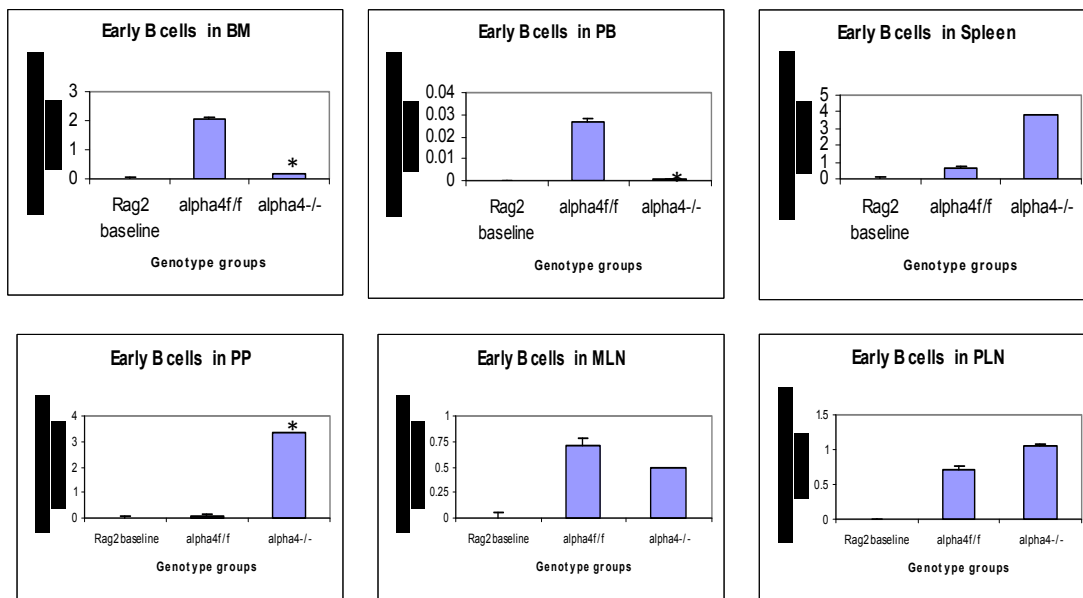 Early B cells in BM
3
2
1
0
*
Rag2 baseline
alpha4f/f
alpha4-/-
Genotype groups
Early B cells in PB
0.04
0.03
0.02
0.01
0
*
Rag2 baseline
alpha4f/f
alpha4-/-
Genotype groups
Early B cells in Spleen
5
4
3
2
1
0
Rag2 baseline
alpha4f/f
alpha4-/-
Genotype groups
Early B cells in PP
4
3
2
1
0
*
Rag2 baseline
alpha4f/f
alpha4-/-
Genotype groups
Early B cells in MLN
1
0.75
0.5
0.25
0
Rag2 baseline
alpha4f/f
alpha4-/-
Genotype groups
Early B cells in PLN
1.5
1
0.5
0
Rag2 baseline
alpha4f/f
alpha4-/-
Genotype groups